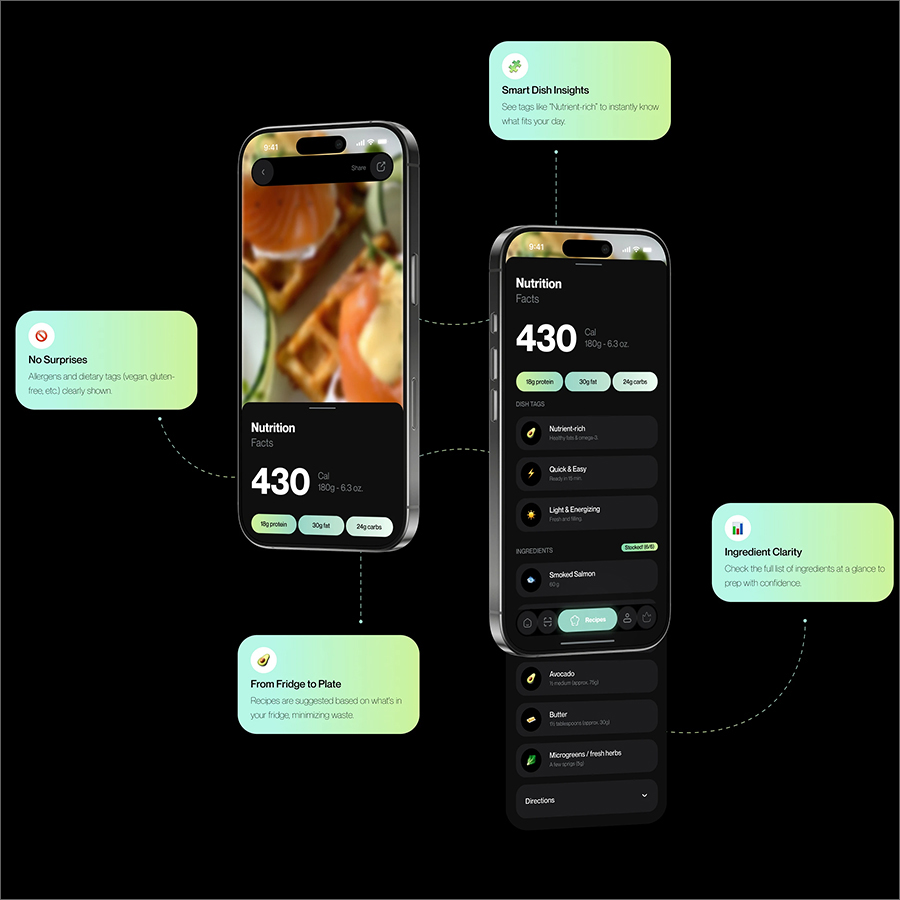 Smart Dish Insights
See tags like "Nutrient-rich" to instantly know
what fits your day.
9:41
Share
No Surprises
Allergens and dietary tags (vegan, gluten-
free, etc.) clearly shown.
Nutrition
Facts
430
Cal
180g - 6.3 oz.
18g protein
30g fat
24g carbs
From Fridge to Plate
Recipes are suggested based on what's in
your fridge, minimizing waste.
9:41
Nutrition
Facts
430
Cal
180g - 6.3 oz.
18g protein
30g fat
24g carbs
DISH TAGS
Nutrient-rich
Healthy fats & omega-3.
Quick & Easy
Ready in 15 min.
Light & Energizing
Fresh and filling.
INGREDIENTS
Stocked! (6/6)
Smoked Salmon
60 g
Recipes
Avocado
½ medium (approx. 75g)
Butter
1½ tablespoons (approx. 30g)
Microgreens / fresh herbs
A few sprigs (5g)
Directions
Ingredient Clarity
Check the full list of ingredients at a glance to
prep with confidence.